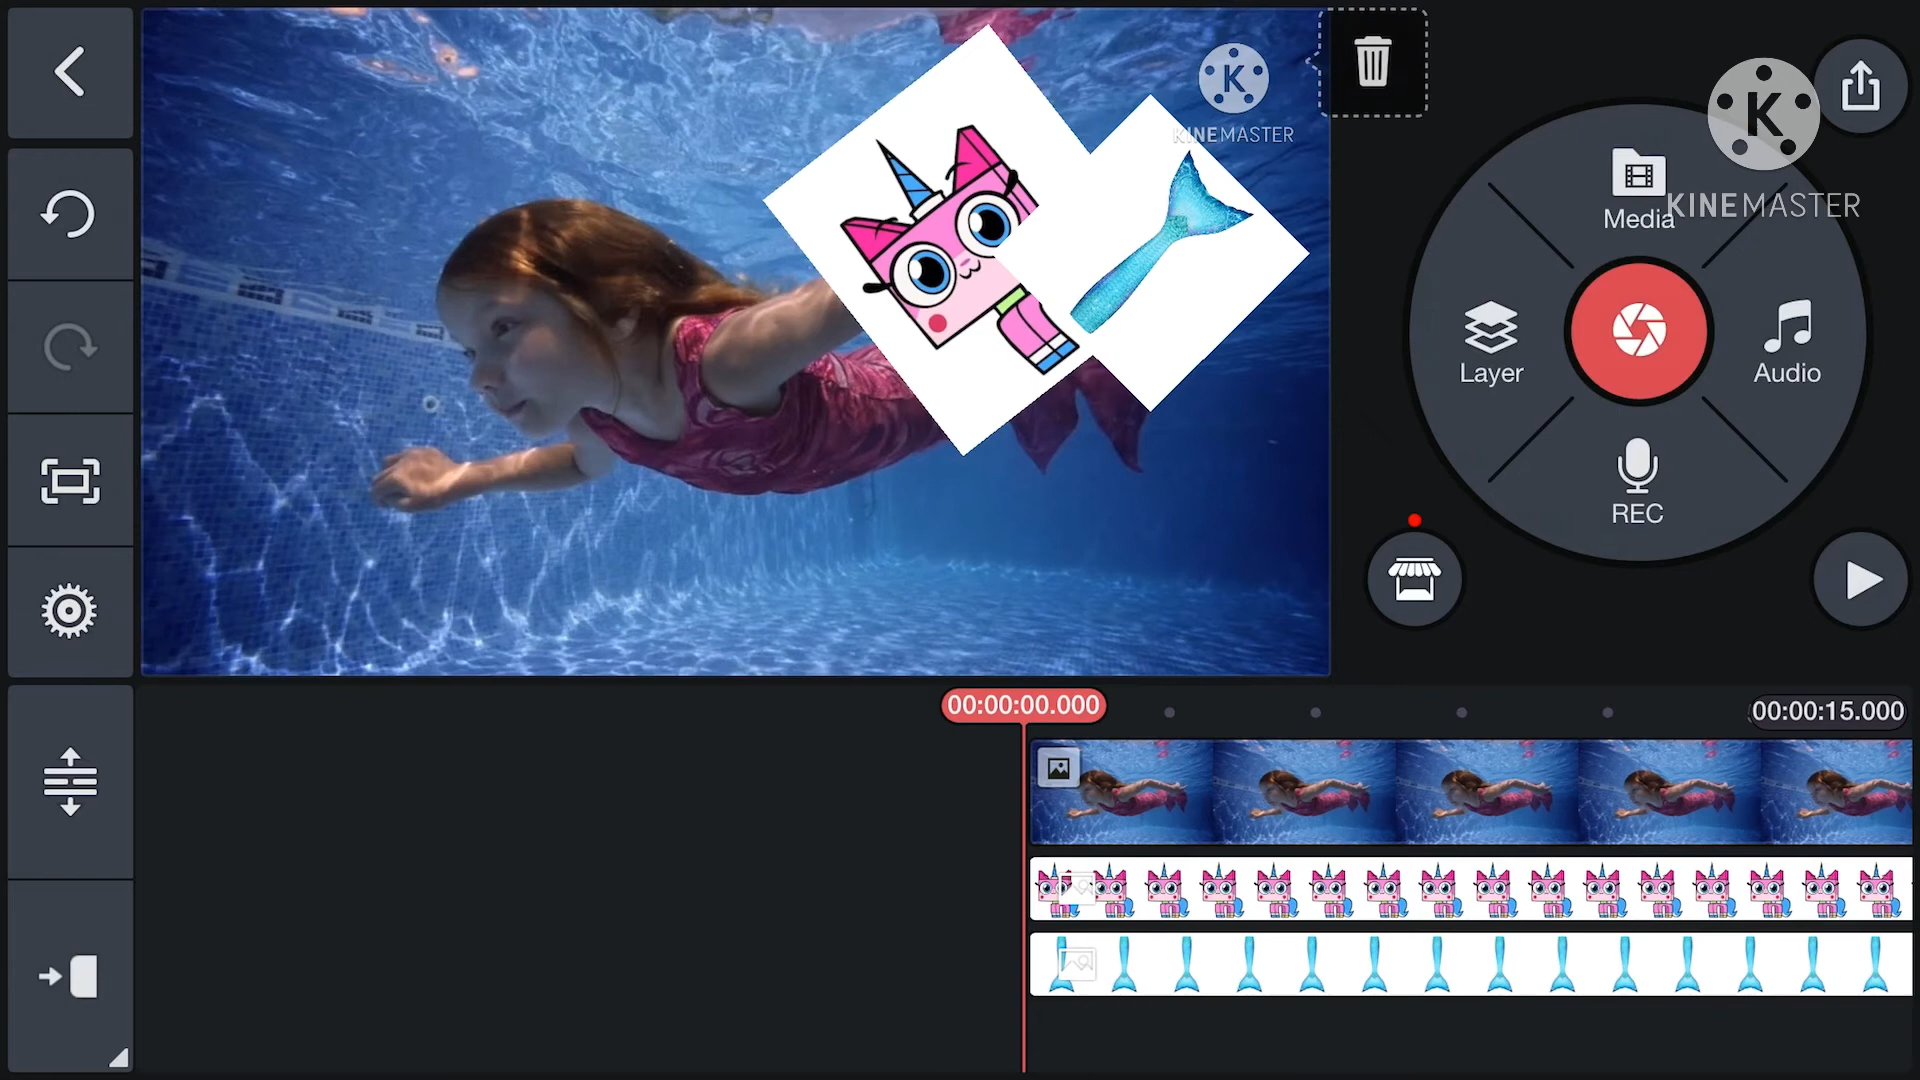 K
KINEMASTER
K
KINEMASTER
Media
Layer
Audio
REC
00:00:00.000
00:00:15.000